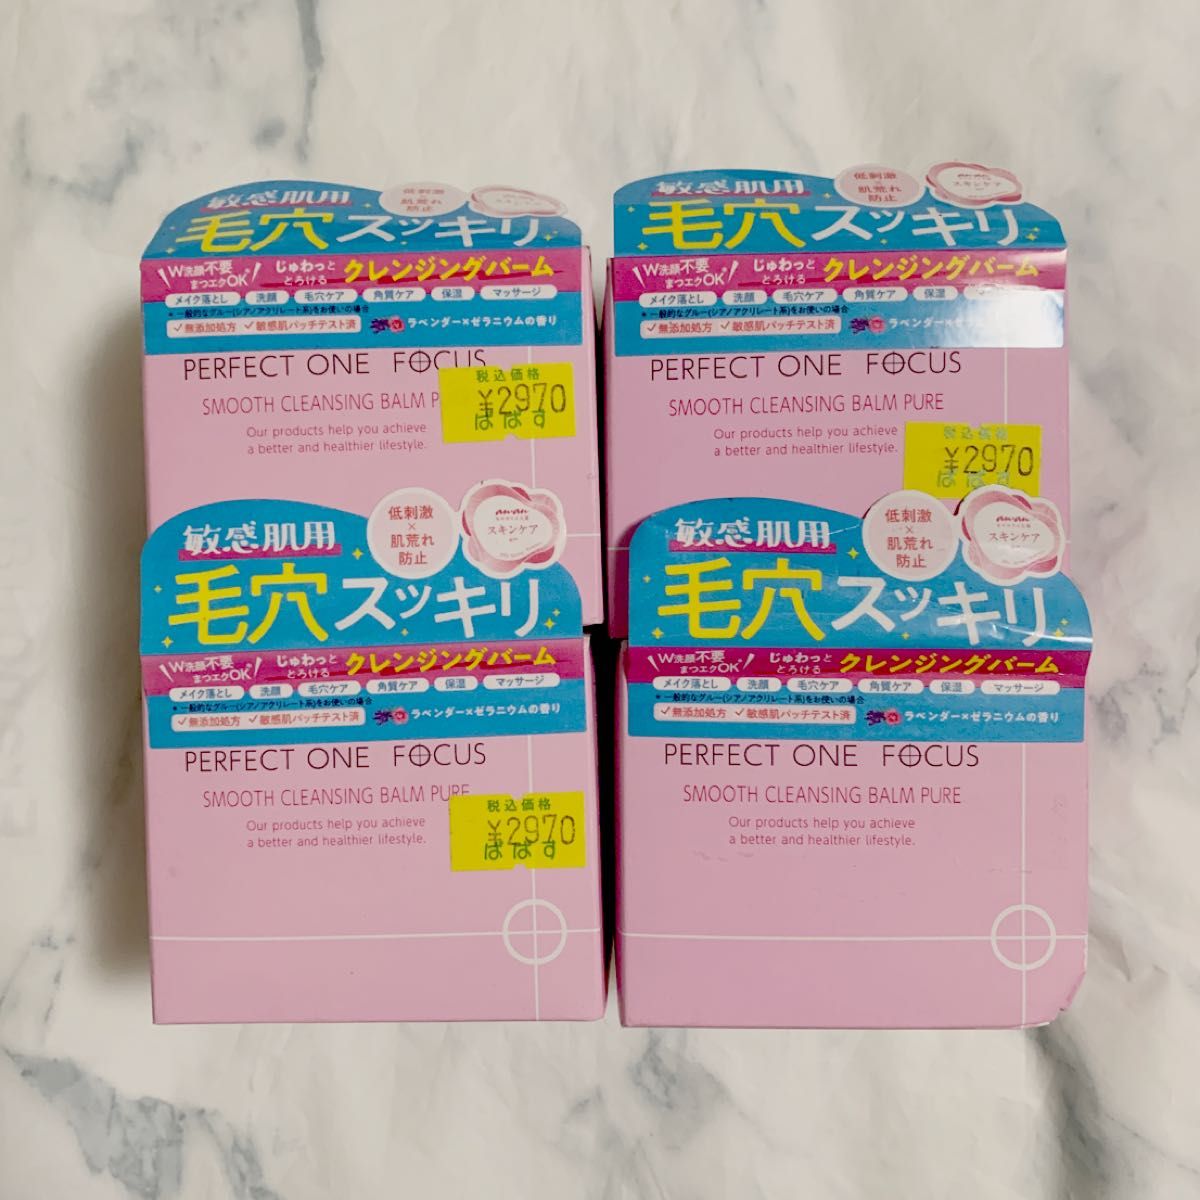 敏感肌用
低刺激
×
肌荒れ
防止
スキンケア
毛穴スッキリ
W洗顔不要
まつエクOK*
じゅわっと
とろける
クレンジングバーム
メイク落とし 洗顔 毛穴ケア 角質ケア 保湿 マッサージ
*一般的なグルー(シアノアクリレート系)をお使いの場合
✓無添加処方 ✓敏感肌パッチテスト済 ラベンダー×ゼラニウムの香り
PERFECT ONE FOCUS
SMOOTH CLEANSING BALM P
Our products help you achieve
a better and healthier lifestyle.
税込価格
¥2970
ぱぱす
敏感肌用
低刺激
×
肌荒れ
防止
anan
スキンケア
毛穴スッキリ
W洗顔不要
まつエクOK*
じゅわっと
とろける
クレンジングバーム
メイク落とし 洗顔 毛穴ケア 角質ケア 保湿
*一般的なグルー(シアノアクリレート系)をお使いの場合
✓無添加処方 ✓敏感肌パッチテスト済 ラベンダー×ゼラ
PERFECT ONE FOCUS
SMOOTH CLEANSING BALM PURE
Our products help you achieve
a better and healthier lifestyle.
税込価格
¥2970
ぱぱす
敏感肌用
低刺激
×
肌荒れ
防止
anan
スキンケア
毛穴スッキリ
W洗顔不要
まつエクOK*
じゅわっと
とろける
クレンジングバーム
メイク落とし 洗顔 毛穴ケア 角質ケア 保湿 マッサージ
*一般的なグルー(シアノアクリレート系)をお使いの場合
✓無添加処方 ✓敏感肌パッチテスト済 ラベンダー×ゼラニウムの香り
PERFECT ONE FOCUS
SMOOTH CLEANSING BALM PURE
Our products help you achieve
a better and healthier lifestyle.
税込価格
¥2970
ぱぱす
敏感肌用
低刺激
×
肌荒れ
防止
anan
スキンケア
毛穴スッキリ
W洗顔不要
まつエクOK*
じゅわっと
とろける
クレンジングバーム
メイク落とし 洗顔 毛穴ケア 角質ケア 保湿 マッサージ
*一般的なグルー(シアノアクリレート系)をお使いの場合
✓無添加処方 ✓敏感肌パッチテスト済 ラベンダー×ゼラニウムの香り
PERFECT ONE FOCUS
SMOOTH CLEANSING BALM PURE
Our products help you achieve
a better and healthier lifestyle.